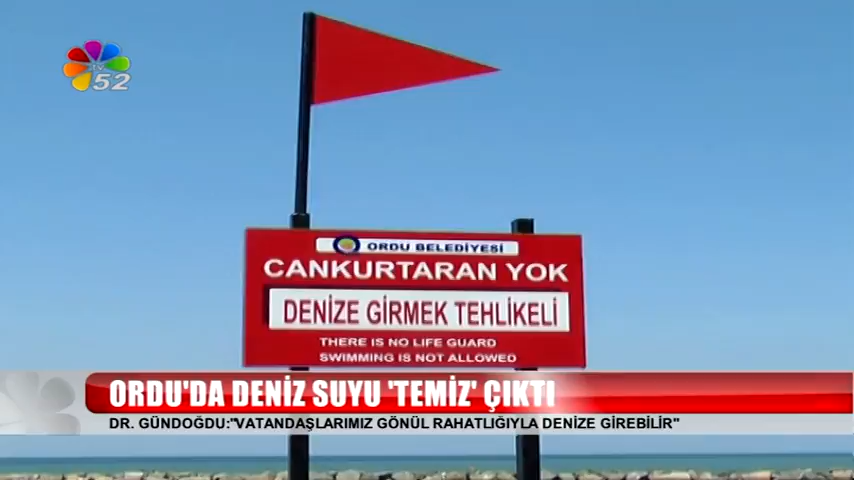 TV
52
ORDU BELEDİYESİ
CANKURTARAN YOK
DENİZE GİRMEK TEHLİKELİ
THERE IS NO LIFE GUARD
SWIMMING IS NOT ALLOWED
ORDU'DA DENİZ SUYU 'TEMİZ' ÇIKTI
DR. GÜNDOĞDU:"VATANDAŞLARIMIZ GÖNÜL RAHATLIĞIYLA DENİZE GİREBİLİR"